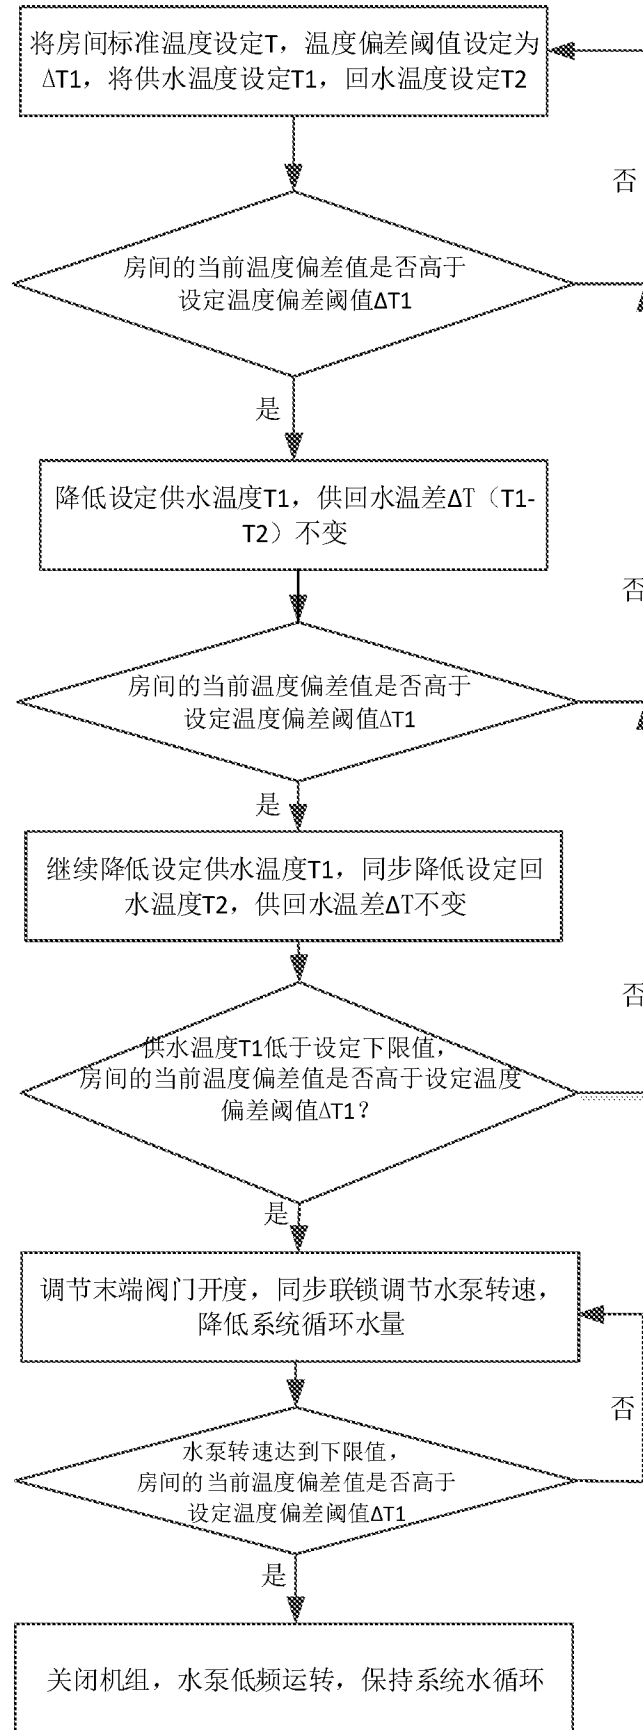 将房间标准温度设定T，温度偏差阈值设定为
ΔT1，将供水温度设定T1，回水温度设定T2
否
房间的当前温度偏差值是否高于
设定温度偏差阈值ΔT1
是
降低设定供水温度T1，供回水温差ΔT（T1-
T2）不变
否
房间的当前温度偏差值是否高于
设定温度偏差阈值ΔT1
是
继续降低设定供水温度T1，同步降低设定回
水温度T2，供回水温差ΔT不变
否
供水温度T1低于设定下限值，
房间的当前温度偏差值是否高于设定温度
偏差阈值ΔT1？
是
调节末端阀门开度，同步联锁调节水泵转速，
降低系统循环水量
否
水泵转速达到下限值，
房间的当前温度偏差值是否高于
设定温度偏差阈值ΔT1
是
关闭机组，水泵低频运转，保持系统水循环